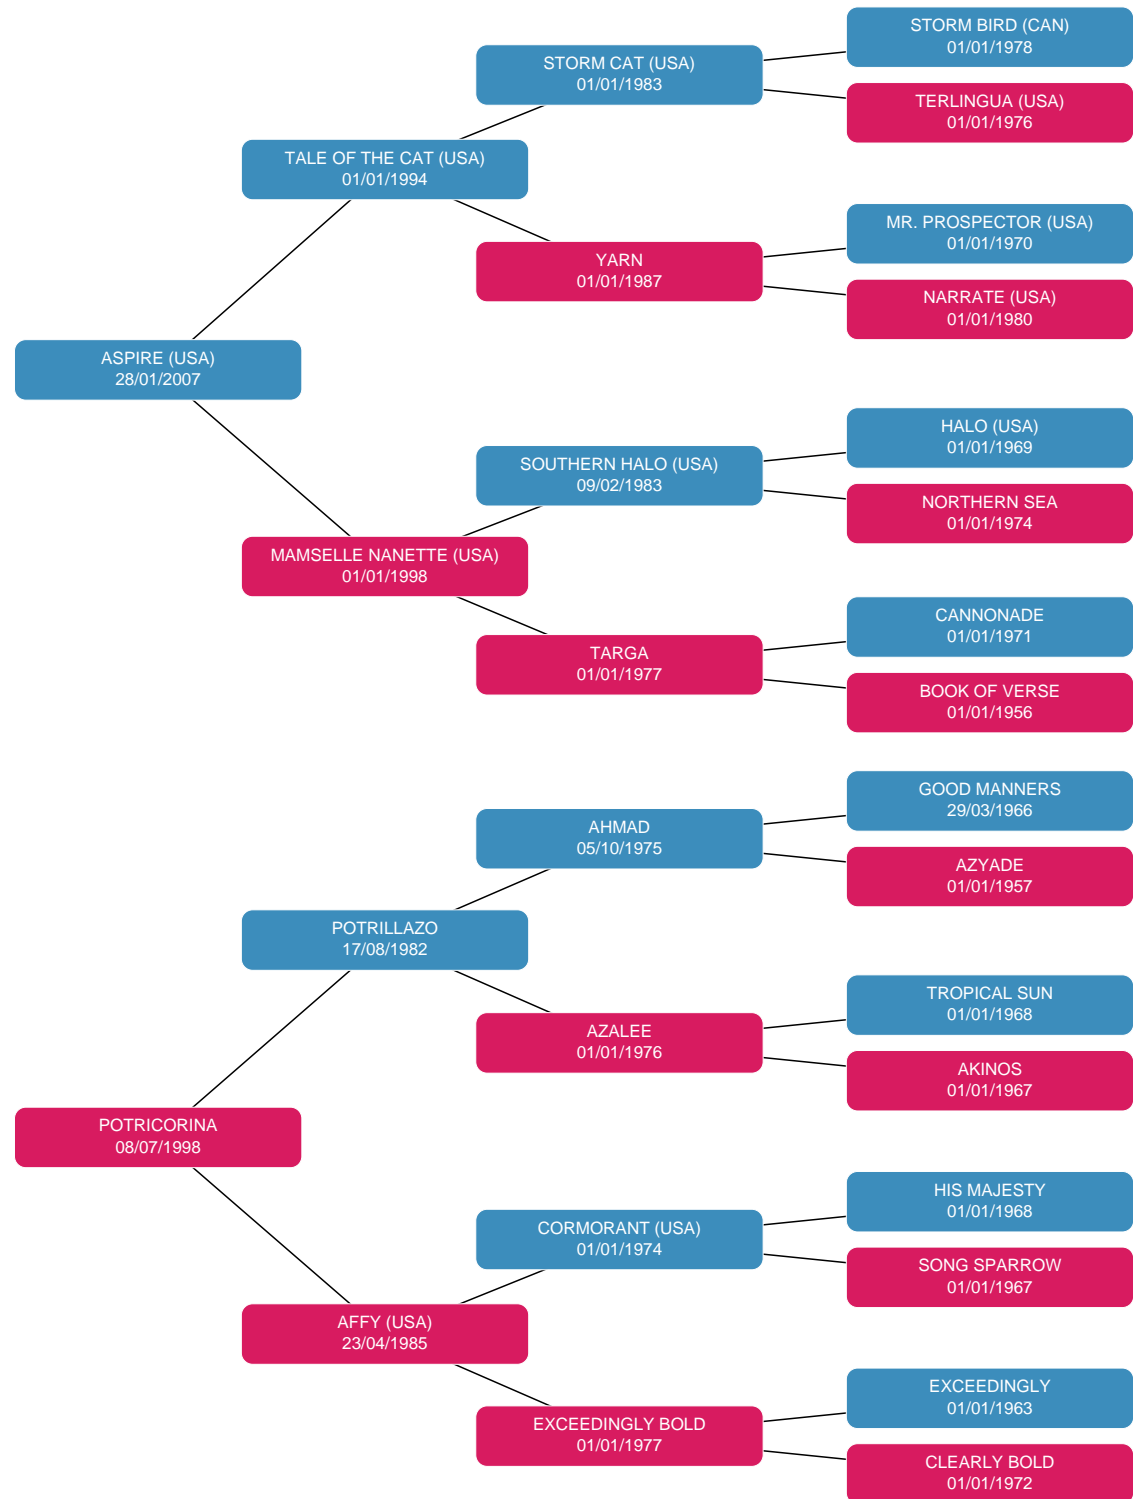 STORM BIRD (CAN)
01/01/1978
STORM CAT (USA)
01/01/1983
TERLINGUA (USA)
01/01/1976
TALE OF THE CAT (USA)
01/01/1994
MR. PROSPECTOR (USA)
01/01/1970
YARN
01/01/1987
NARRATE (USA)
01/01/1980
ASPIRE (USA)
28/01/2007
HALO (USA)
01/01/1969
SOUTHERN HALO (USA)
09/02/1983
NORTHERN SEA
01/01/1974
MAMSELLE NANETTE (USA)
01/01/1998
CANNONADE
01/01/1971
TARGA
01/01/1977
BOOK OF VERSE
01/01/1956
GOOD MANNERS
29/03/1966
AHMAD
05/10/1975
AZYADE
01/01/1957
POTRILLAZO
17/08/1982
TROPICAL SUN
01/01/1968
AZALEE
01/01/1976
AKINOS
01/01/1967
POTRICORINA
08/07/1998
HIS MAJESTY
01/01/1968
CORMORANT (USA)
01/01/1974
SONG SPARROW
01/01/1967
AFFY (USA)
23/04/1985
EXCEEDINGLY
01/01/1963
EXCEEDINGLY BOLD
01/01/1977
CLEARLY BOLD
01/01/1972